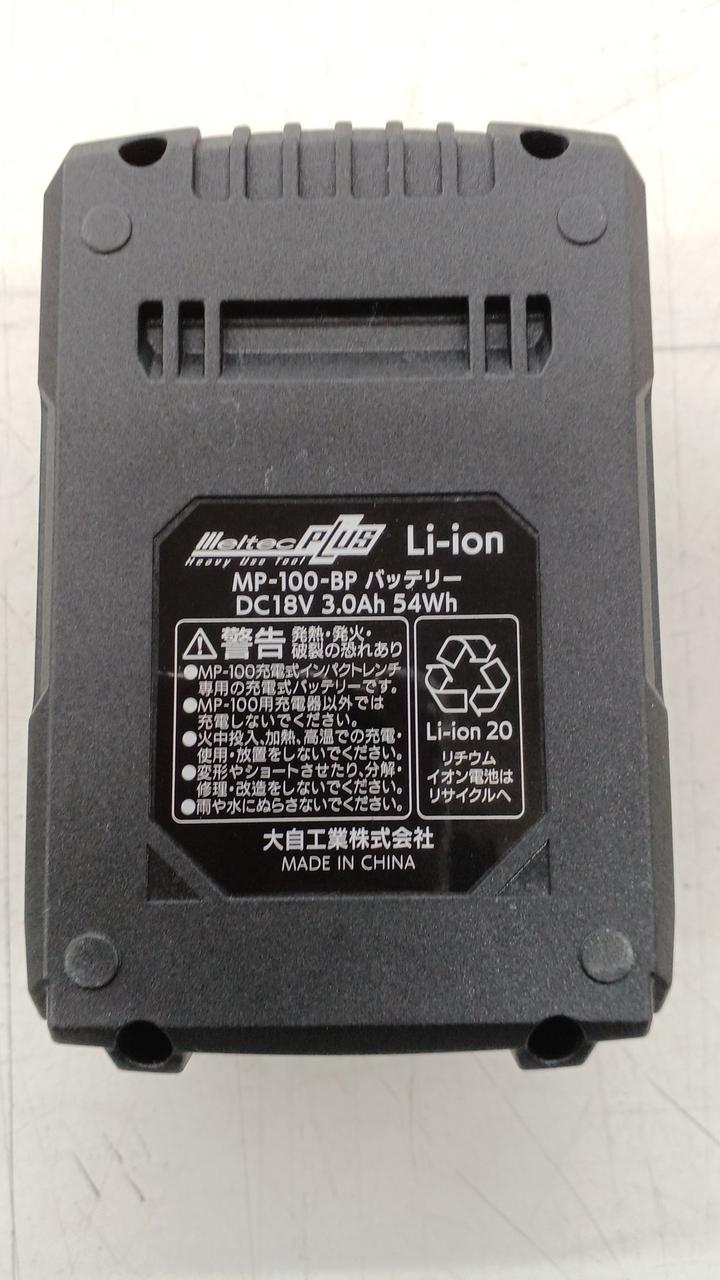 Meltec PLUS
Heavy Use Tool
Li-ion
MP-100-BP バッテリー
DC18V 3.0Ah 54Wh
警告 発熱・発火・
破裂の恐れあり
●MP-100充電式インパクトレンチ
専用の充電式バッテリーです。
●MP-100用充電器以外では
充電しないでください。
●火中投入、加熱、高温での充電・
使用・放置をしないでください。
●変形やショートさせたり、分解・
修理・改造をしないでください。
●雨や水にぬらさないでください。
Li-ion 20
リチウム
イオン電池は
リサイクルへ
大自工業株式会社
MADE IN CHINA